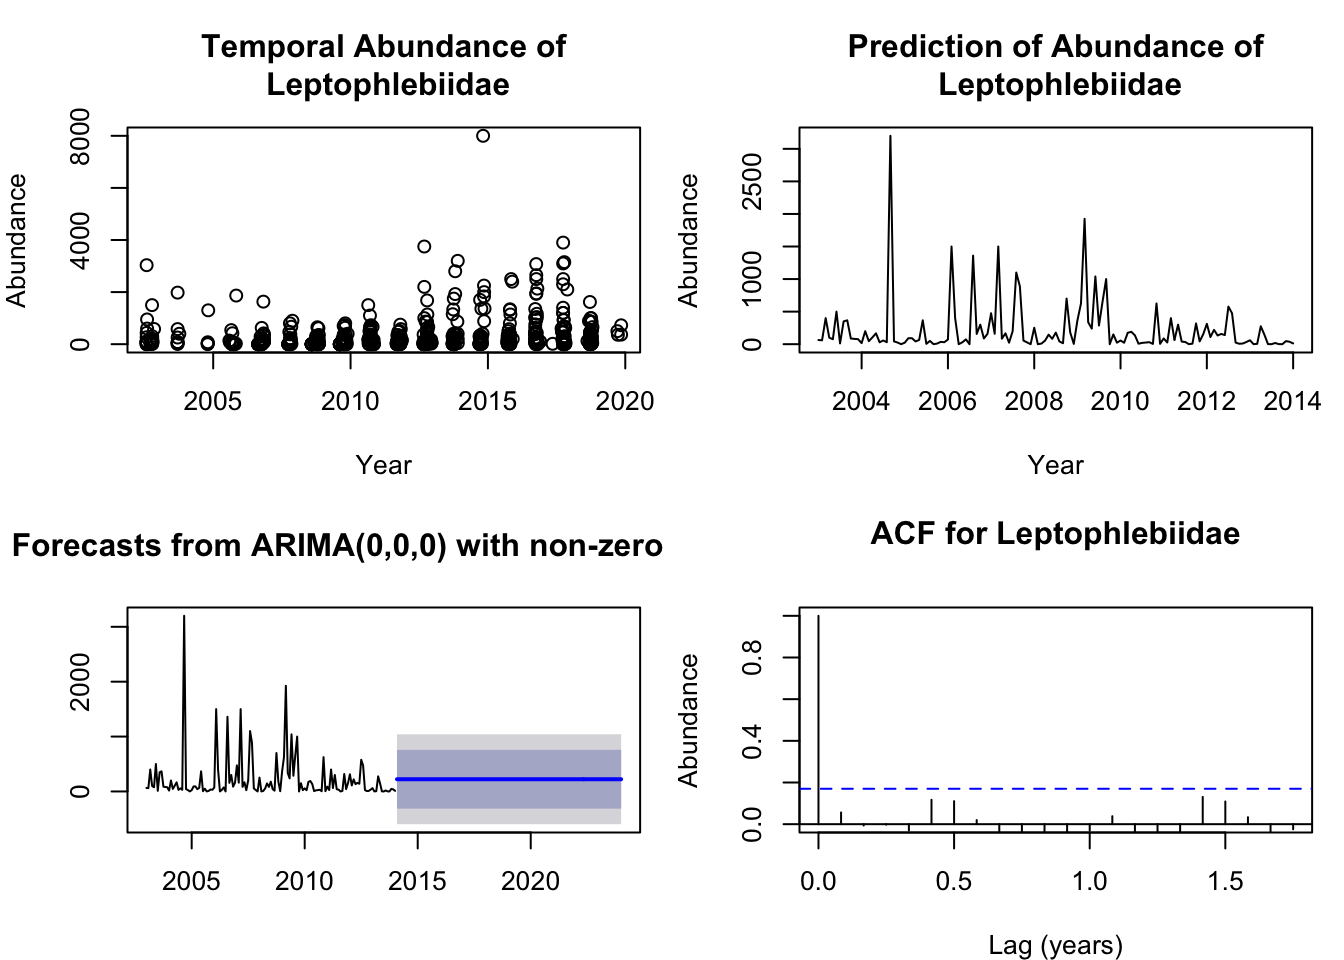 Temporal Abundance of
Leptophlebiidae
Abundance
8000
4000
0
2005 2010 2015 2020
Year
Prediction of Abundance of
Leptophlebiidae
Abundance
2500
1000
0
2004 2006 2008 2010 2012 2014
Year
Forecasts from ARIMA(0,0,0) with non-zero
2000
0
2005 2010 2015 2020
ACF for Leptophlebiidae
Abundance
0.8
0.4
0.0
0.0 0.5 1.0 1.5
Lag (years)